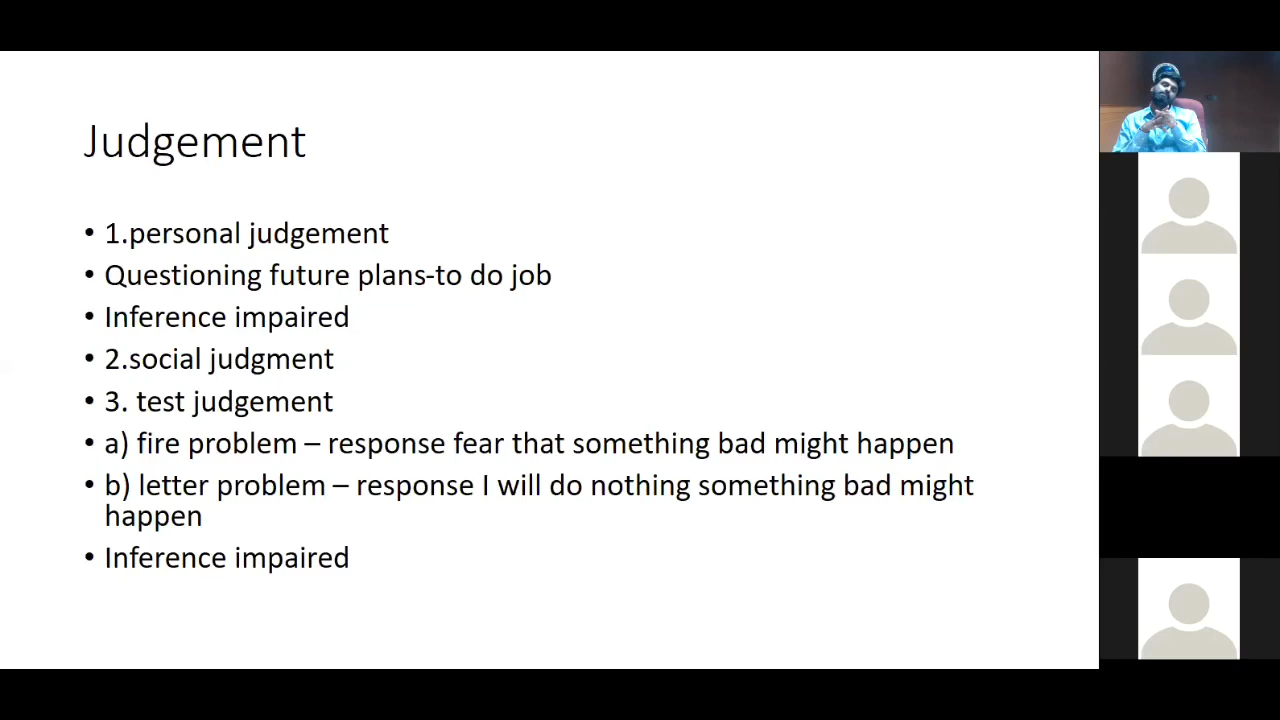 Judgement
• 1.personal judgement
• Questioning future plans-to do job
• Inference impaired
• 2.social judgment
• 3. test judgement
• a) fire problem – response fear that something bad might happen
• b) letter problem – response I will do nothing something bad might
happen
• Inference impaired